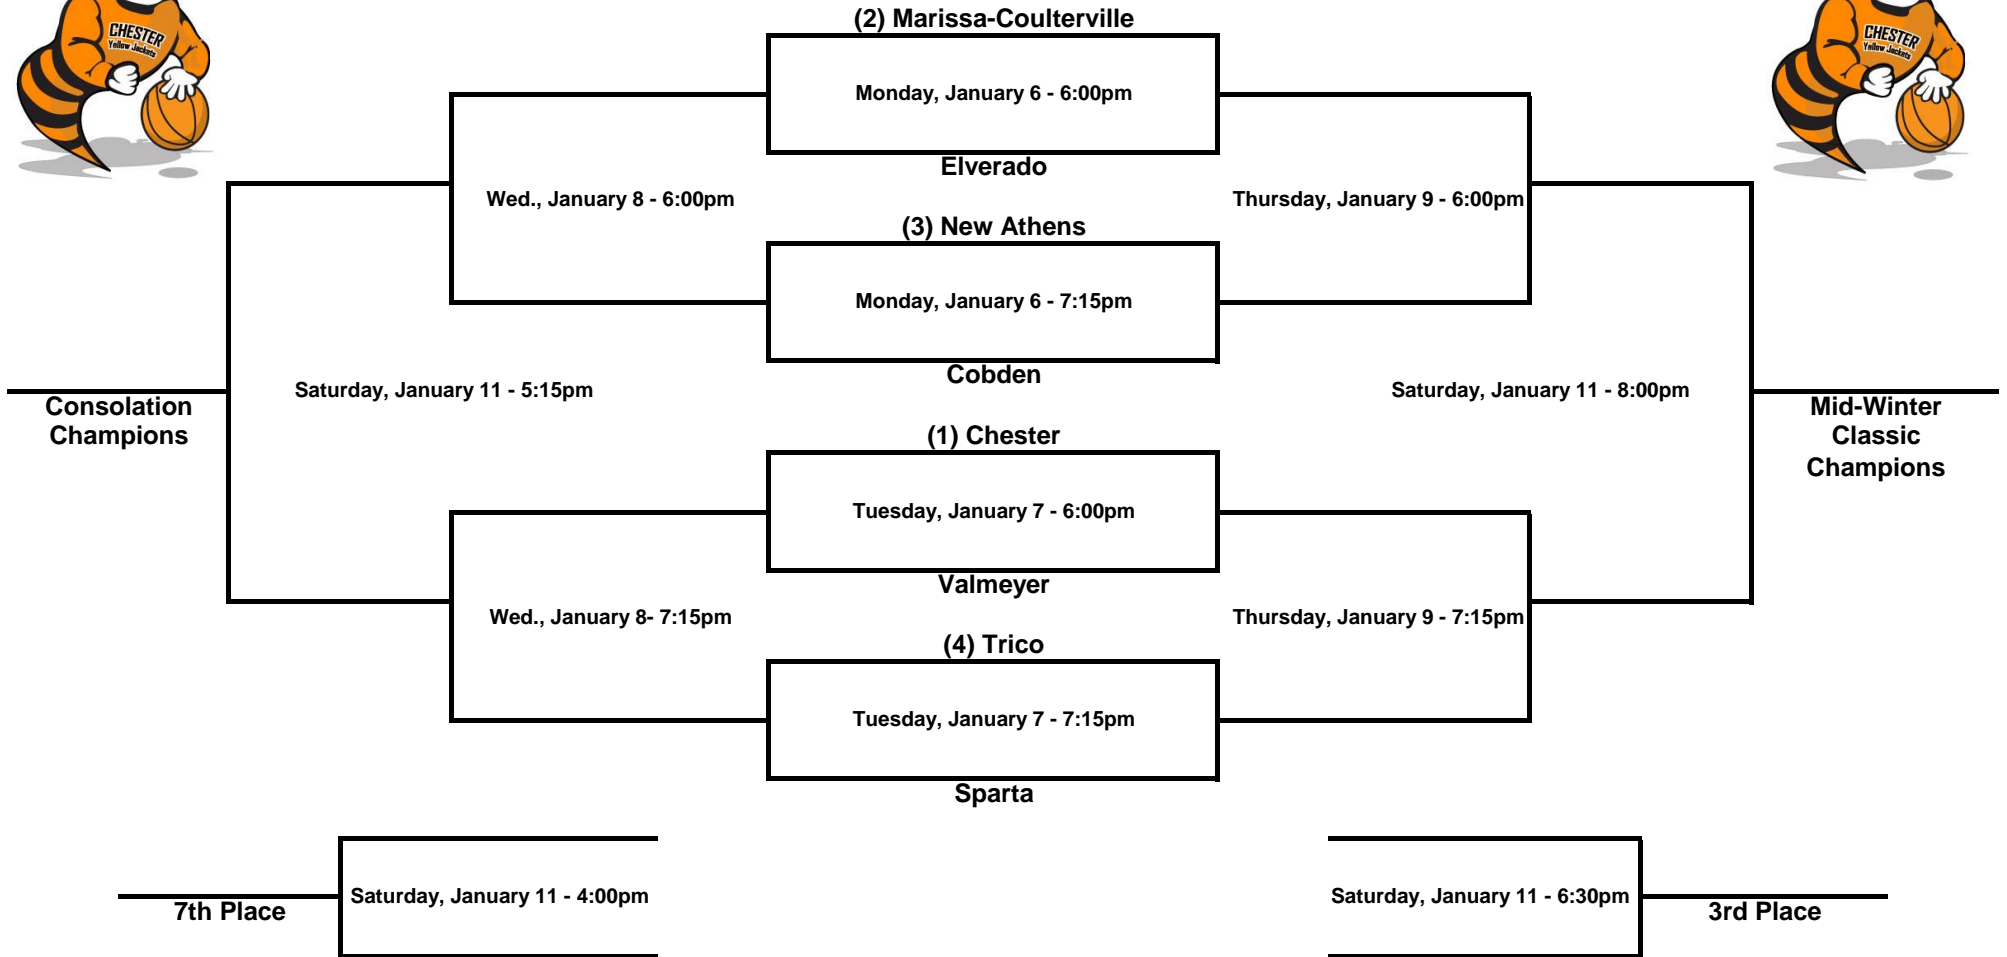 CHESTER
Yellow Jackets
CHESTER
Yellow Jackets
(2) Marissa-Coulterville
Monday, January 6 - 6:00pm
Elverado
Wed., January 8 - 6:00pm
Thursday, January 9 - 6:00pm
(3) New Athens
Monday, January 6 - 7:15pm
Cobden
Saturday, January 11 - 5:15pm
Saturday, January 11 - 8:00pm
Consolation
Champions
Mid-Winter
Classic
Champions
(1) Chester
Tuesday, January 7 - 6:00pm
Valmeyer
Wed., January 8- 7:15pm
Thursday, January 9 - 7:15pm
(4) Trico
Tuesday, January 7 - 7:15pm
Sparta
Saturday, January 11 - 4:00pm
7th Place
Saturday, January 11 - 6:30pm
3rd Place